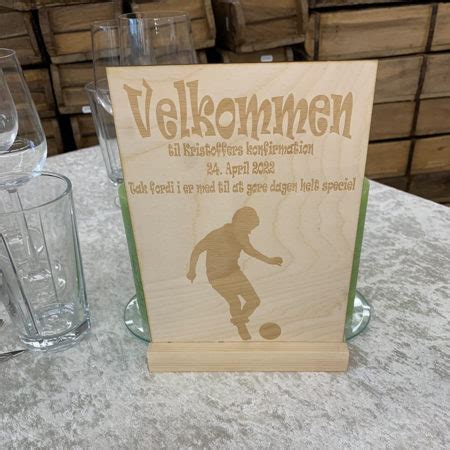 Velkommen
til Kristoffers konfirmation
24. April 2022
Tak fordi i er med til at gøre dagen helt speciel